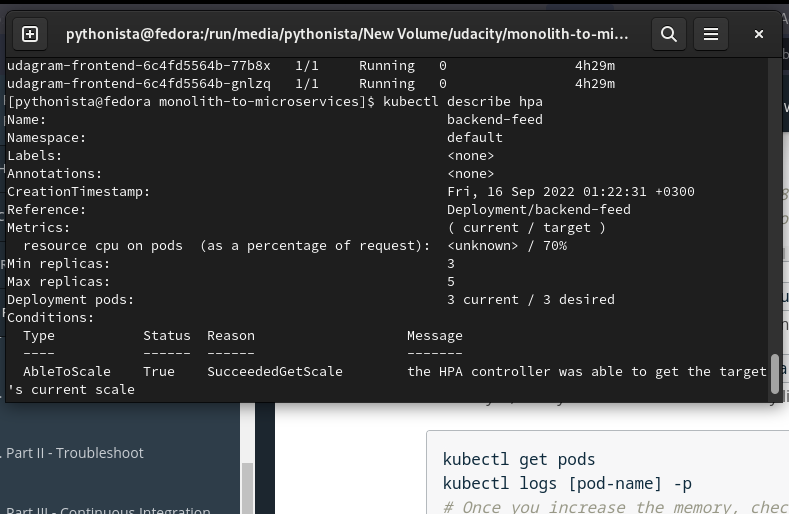 pythonista@fedora:/run/media/pythonista/New Volume/udacity/monolith-to-mi...
udagram-frontend-6c4fd5564b-77b8x   1/1     Running   0                4h29m
udagram-frontend-6c4fd5564b-gnlzq   1/1     Running   0                4h29m
[pythonista@fedora monolith-to-microservices]$ kubectl describe hpa
Name:                                                  backend-feed
Namespace:                                             default
Labels:                                                <none>
Annotations:                                           <none>
CreationTimestamp:                                     Fri, 16 Sep 2022 01:22:31 +0300
Reference:                                             Deployment/backend-feed
Metrics:                                               ( current / target )
  resource cpu on pods  (as a percentage of request):  <unknown> / 70%
Min replicas:                                          3
Max replicas:                                          5
Deployment pods:                                       3 current / 3 desired
Conditions:
  Type           Status  Reason                   Message
  ----           ------  ------                   -------
  AbleToScale    True    SucceededGetScale        the HPA controller was able to get the target
's current scale
. Part II - Troubleshoot
Part III - Continuous Integration
kubectl get pods
kubectl logs [pod-name] -p
# Once you increase the memory, chec